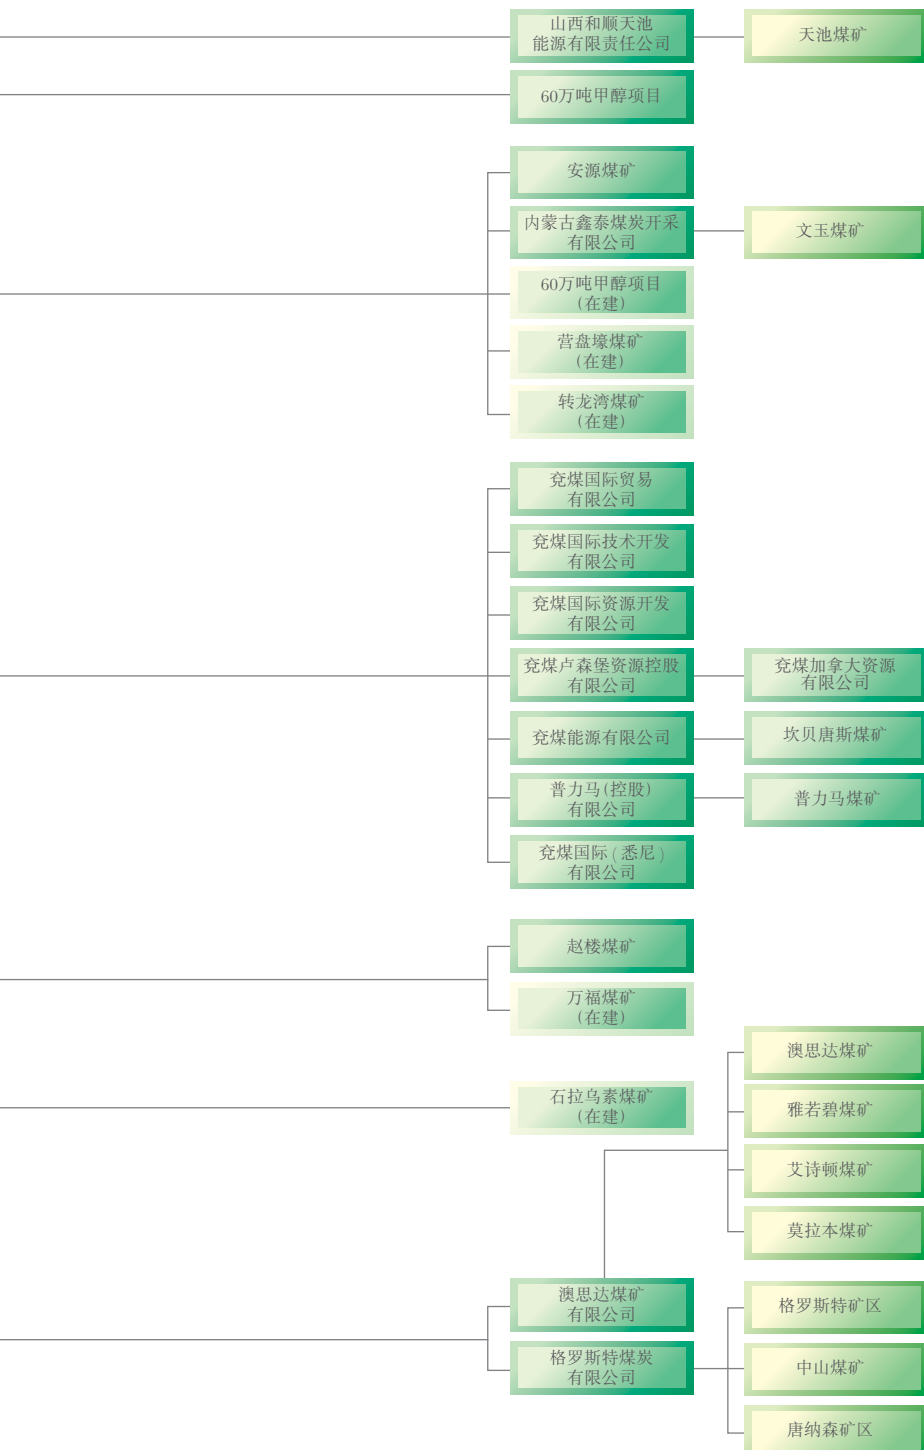 山西和顺天池
能源有限责任公司
天池煤矿
60万吨甲醇项目
安源煤矿
内蒙古鑫泰煤炭开采
有限公司
文玉煤矿
60万吨甲醇项目
(在建)
营盘壕煤矿
(在建)
转龙湾煤矿
(在建)
兖煤国际贸易
有限公司
兖煤国际技术开发
有限公司
兖煤国际资源开发
有限公司
兖煤卢森堡资源控股
有限公司
兖煤加拿大资源
有限公司
兖煤能源有限公司
坎贝唐斯煤矿
普力马(控股)
有限公司
普力马煤矿
兖煤国际(悉尼)
有限公司
赵楼煤矿
万福煤矿
(在建)
澳思达煤矿
石拉乌素煤矿
(在建)
雅若碧煤矿
艾诗顿煤矿
莫拉本煤矿
澳思达煤矿
有限公司
格罗斯特矿区
格罗斯特煤炭
有限公司
中山煤矿
唐纳森矿区